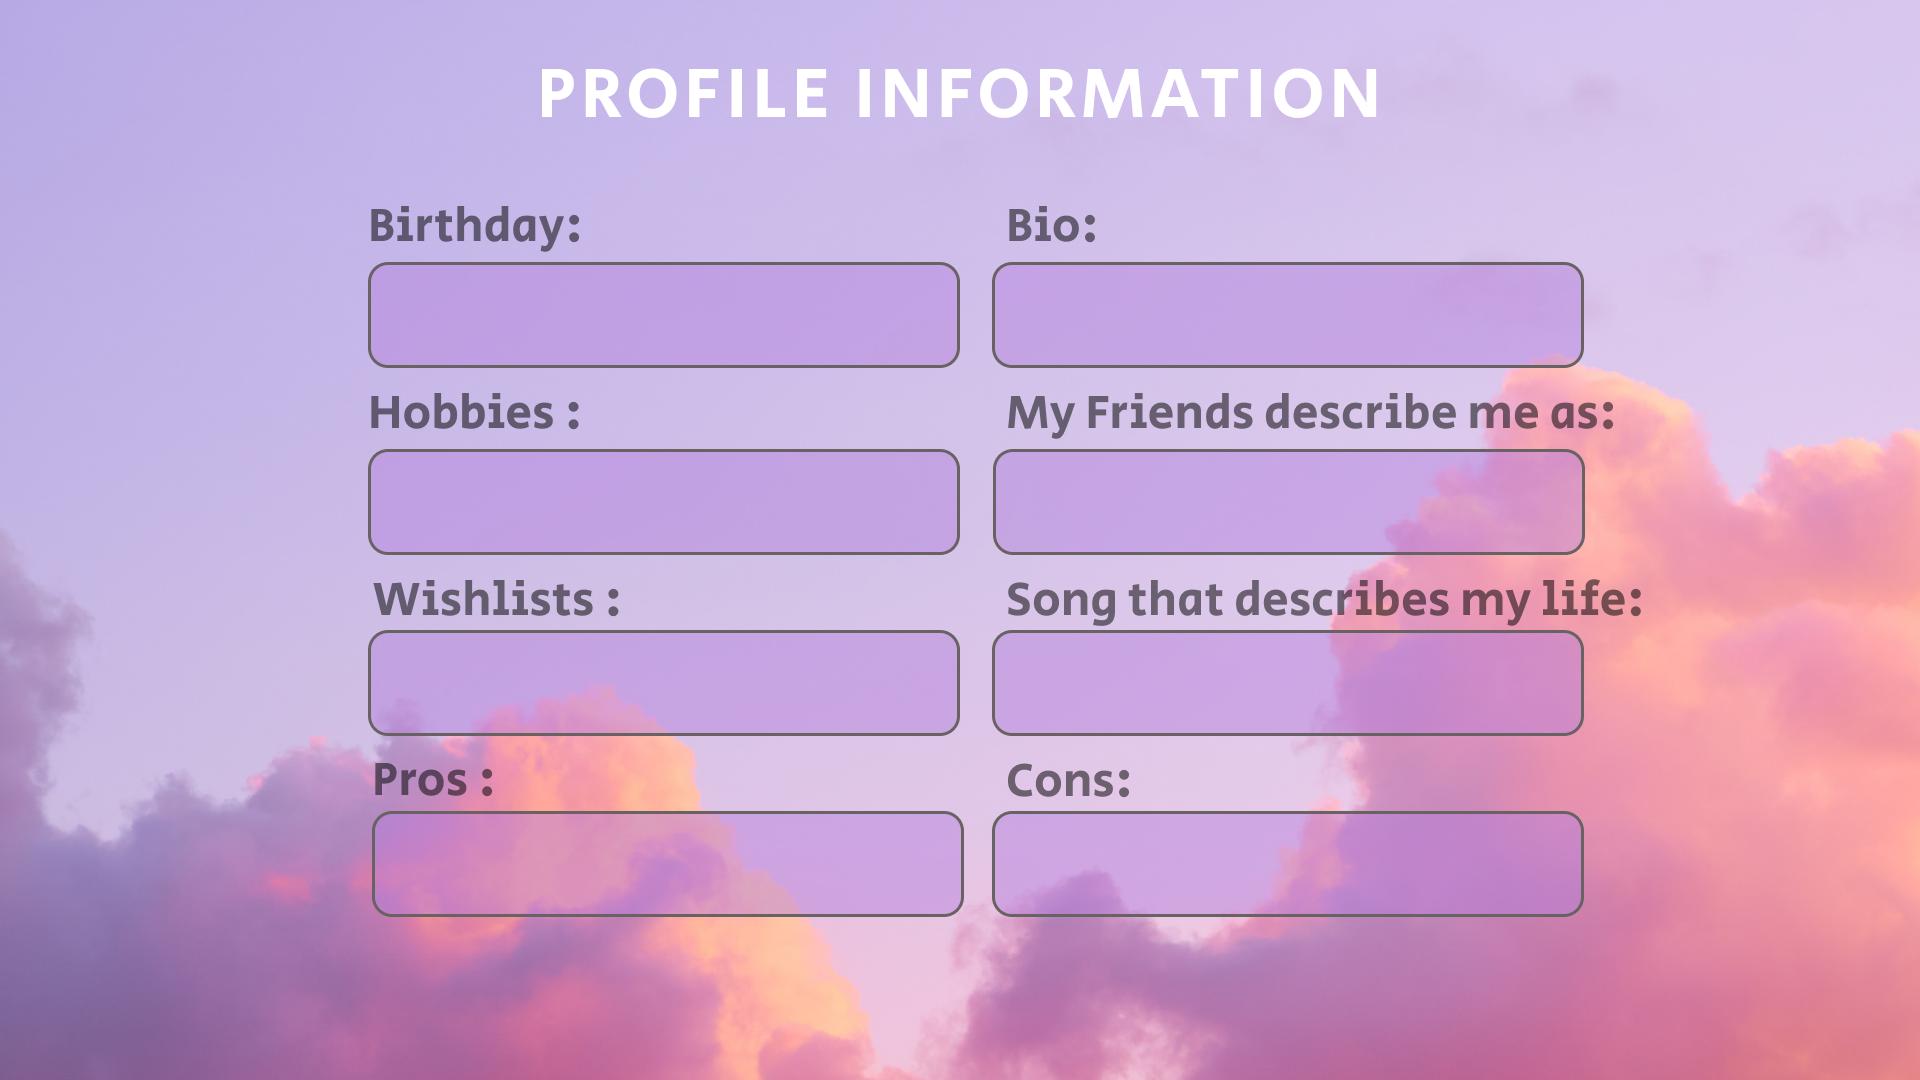 PROFILE INFORMATION
Birthday:
Bio:
Hobbies :
My Friends describe me as:
Wishlists :
Song that describes my life:
Pros :
Cons: